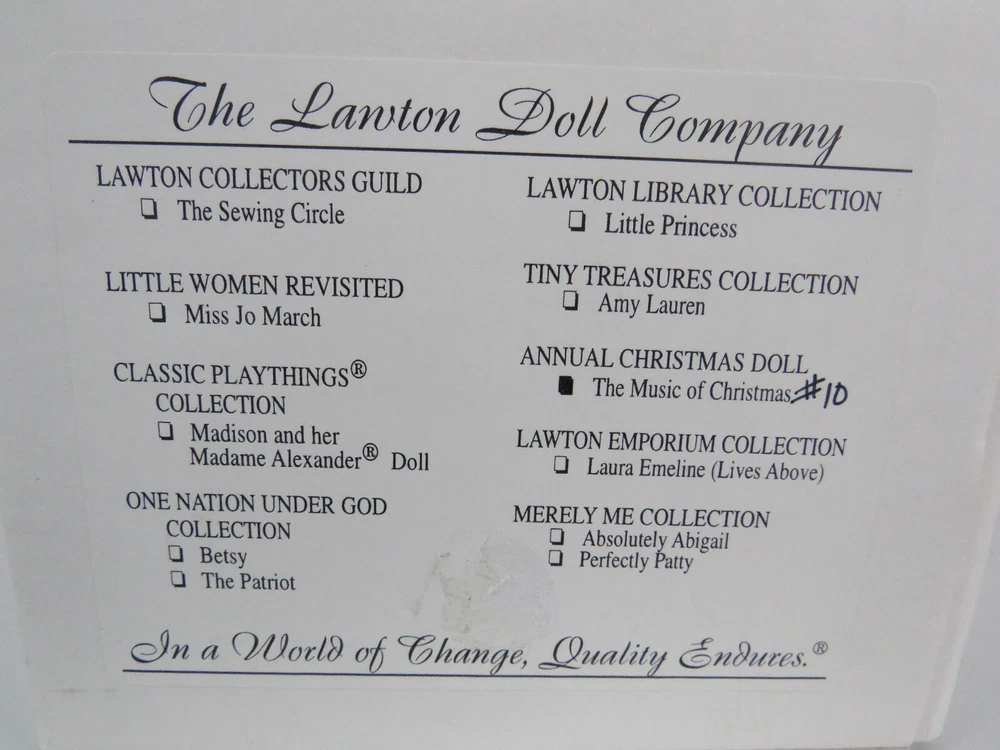 The Lawton Doll Company
LAWTON COLLECTORS GUILD
❏ The Sewing Circle
LITTLE WOMEN REVISITED
❏ Miss Jo March
CLASSIC PLAYTHINGS®
COLLECTION
❏ Madison and her
Madame Alexander® Doll
ONE NATION UNDER GOD
COLLECTION
❏ Betsy
❏ The Patriot
LAWTON LIBRARY COLLECTION
❏ Little Princess
TINY TREASURES COLLECTION
❏ Amy Lauren
ANNUAL CHRISTMAS DOLL
■ The Music of Christmas #10
LAWTON EMPORIUM COLLECTION
❏ Laura Emeline (Lives Above)
MERELY ME COLLECTION
❏ Absolutely Abigail
❏ Perfectly Patty
In a World of Change, Quality Endures.®